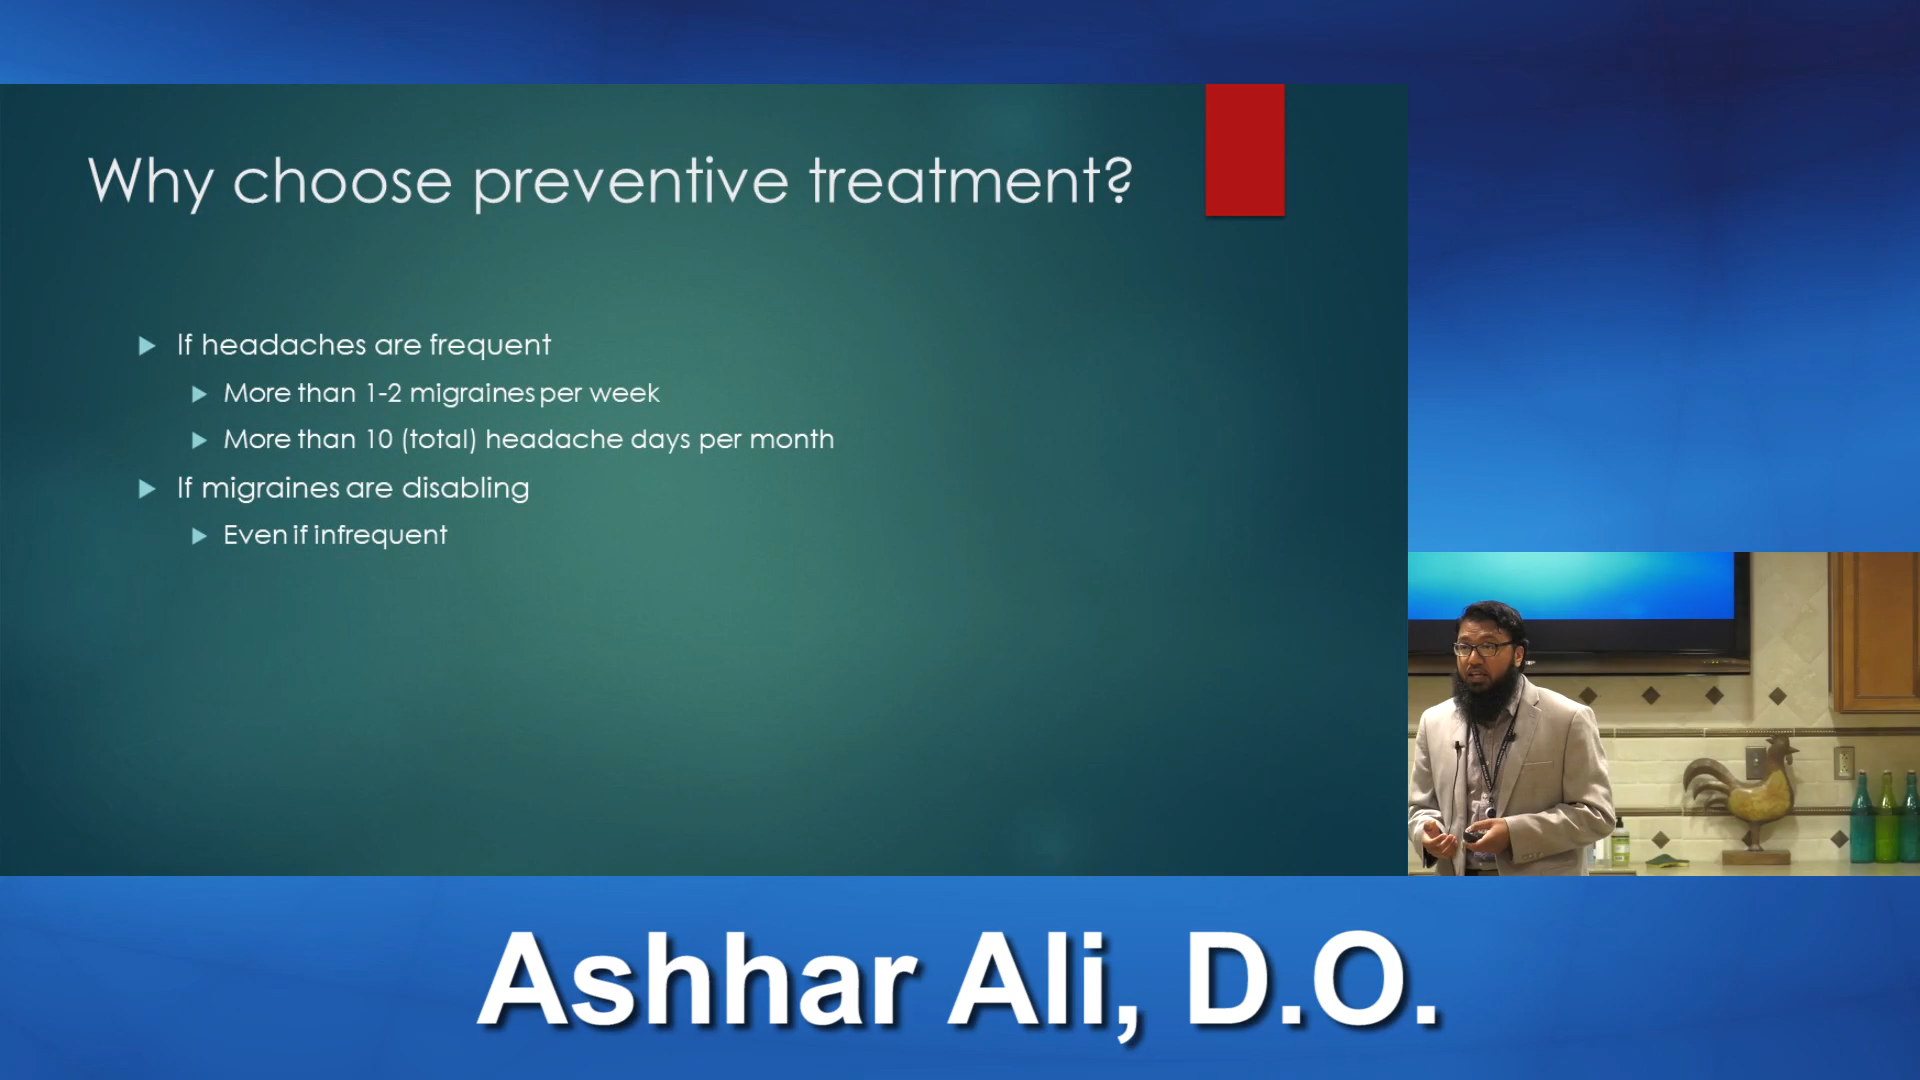 Why choose preventive treatment?
If headaches are frequent
More than 1-2 migraines per week
More than 10 (total) headache days per month
If migraines are disabling
Even if infrequent
Ashhar Ali, D.O.